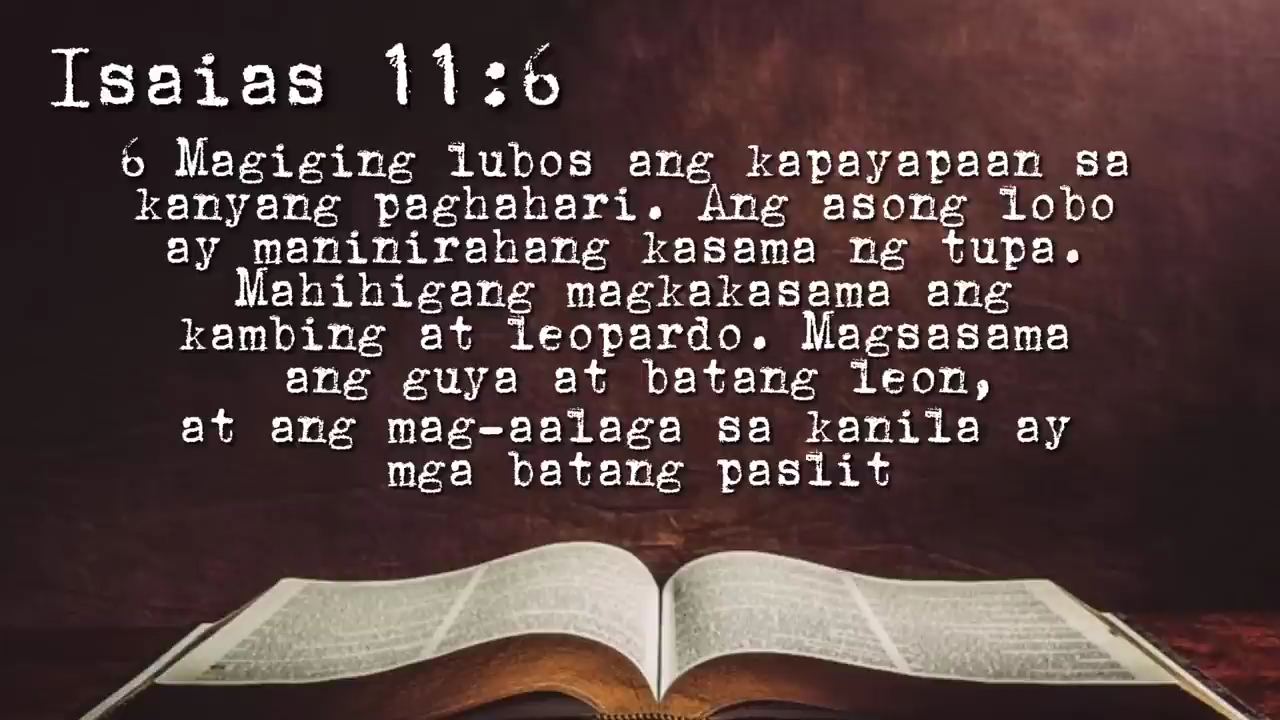 Isaias 11:6
6 Magiging lubos ang kapayapaan sa
kanyang paghahari. Ang asong lobo
ay maninirahang kasama ng tupa.
Mahihigang magkakasama ang
kambing at leopardo. Magsasama
ang guya at batang leon,
at ang mag-aalaga sa kanila ay
mga batang paslit